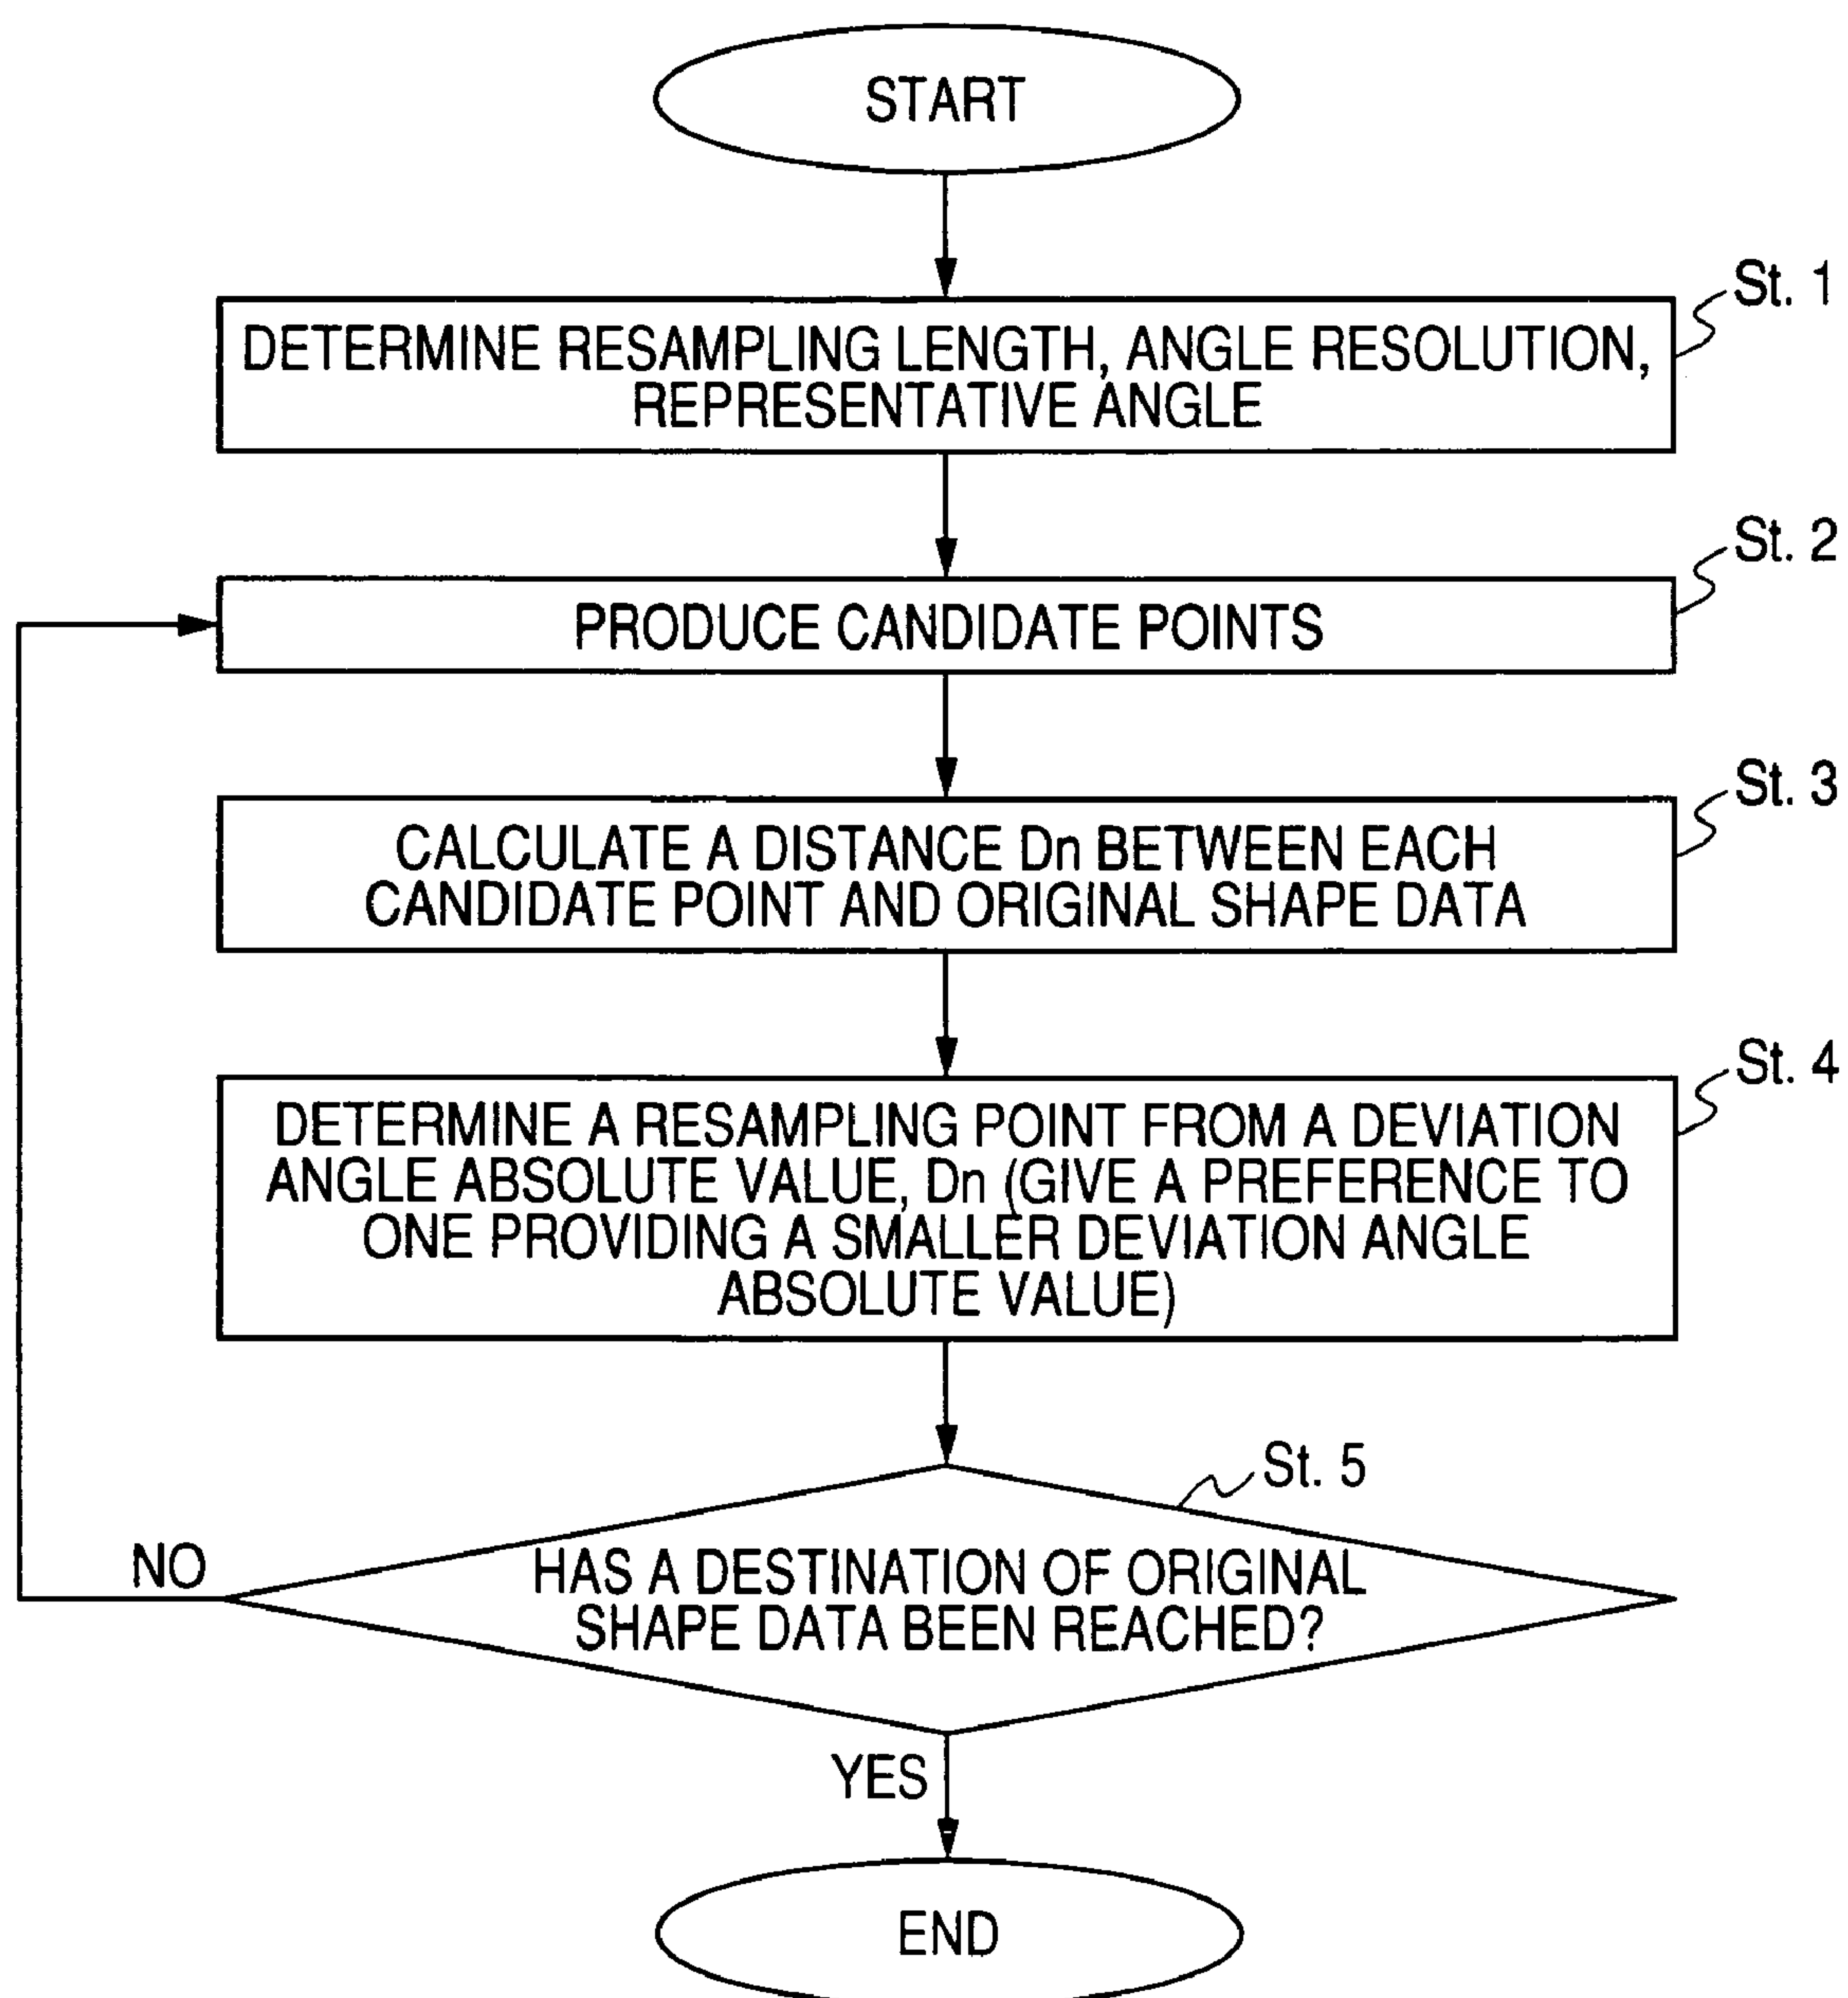 START
St. 1
DETERMINE RESAMPLING LENGTH, ANGLE RESOLUTION,
REPRESENTATIVE ANGLE
St. 2
PRODUCE CANDIDATE POINTS
St. 3
CALCULATE A DISTANCE Dn BETWEEN EACH
CANDIDATE POINT AND ORIGINAL SHAPE DATA
St. 4
DETERMINE A RESAMPLING POINT FROM A DEVIATION
ANGLE ABSOLUTE VALUE, Dn (GIVE A PREFERENCE TO
ONE PROVIDING A SMALLER DEVIATION ANGLE
ABSOLUTE VALUE)
St. 5
NO
HAS A DESTINATION OF ORIGINAL
SHAPE DATA BEEN REACHED?
YES
END